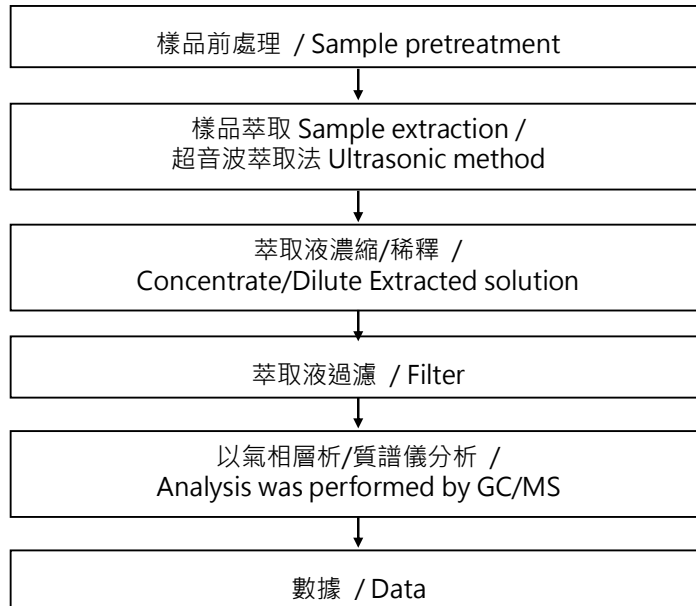 樣品前處理 / Sample pretreatment
樣品萃取 Sample extraction /
超音波萃取法 Ultrasonic method
萃取液濃縮/稀釋 /
Concentrate/Dilute Extracted solution
萃取液過濾 / Filter
以氣相層析/質譜儀分析 /
Analysis was performed by GC/MS
數據 / Data